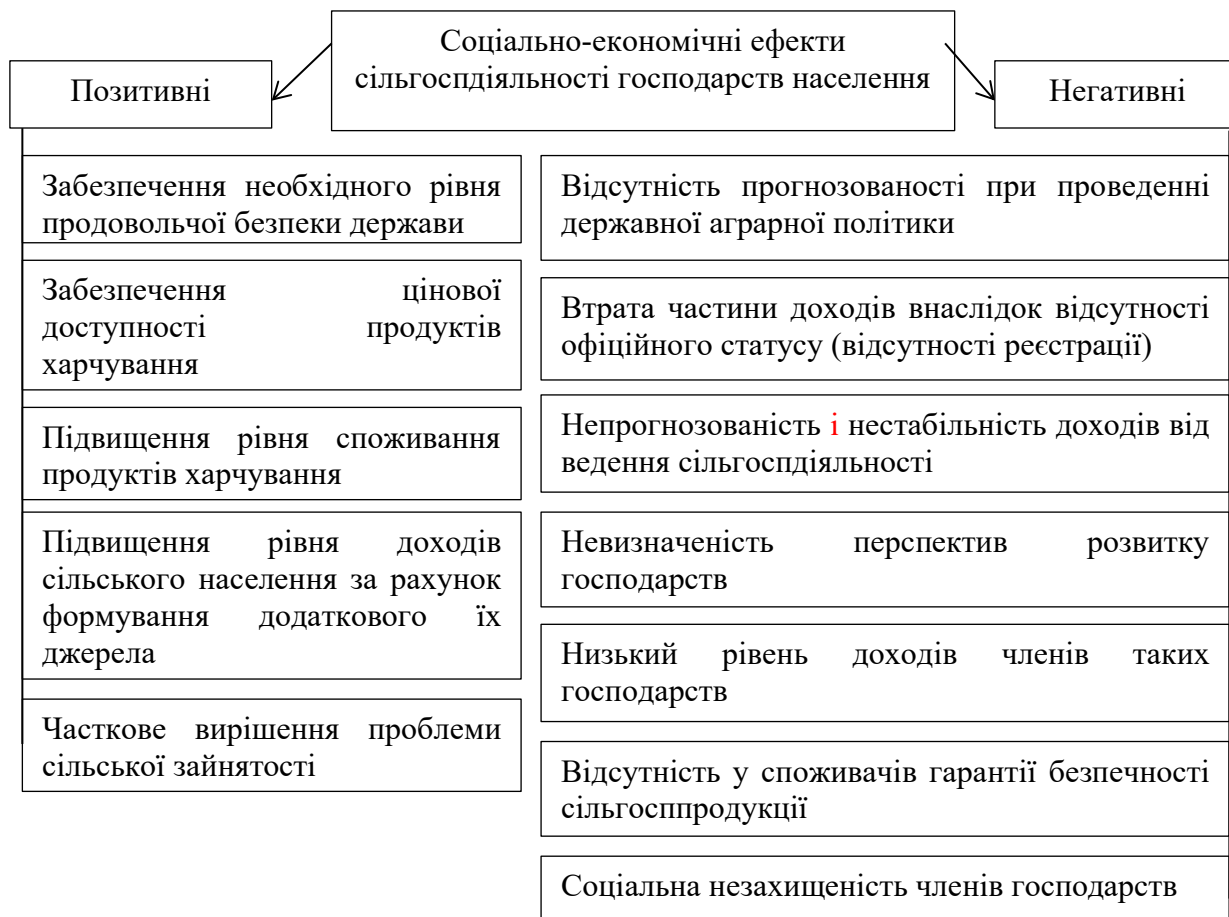 Соціально-економічні ефекти
сільгоспдіяльності господарств населення
Позитивні
Негативні
Забезпечення необхідного рівня
продовольчої безпеки держави
Забезпечення цінової
доступності продуктів
харчування
Підвищення рівня споживання
продуктів харчування
Підвищення рівня доходів
сільського населення за рахунок
формування додаткового їх
джерела
Часткове вирішення проблеми
сільської зайнятості
Відсутність прогнозованості при проведенні
державної аграрної політики
Втрата частини доходів внаслідок відсутності
офіційного статусу (відсутності реєстрації)
Непрогнозованість і нестабільність доходів від
ведення сільгоспдіяльності
Невизначеність перспектив розвитку
господарств
Низький рівень доходів членів таких
господарств
Відсутність у споживачів гарантії безпечності
сільгосппродукції
Соціальна незахищеність членів господарств